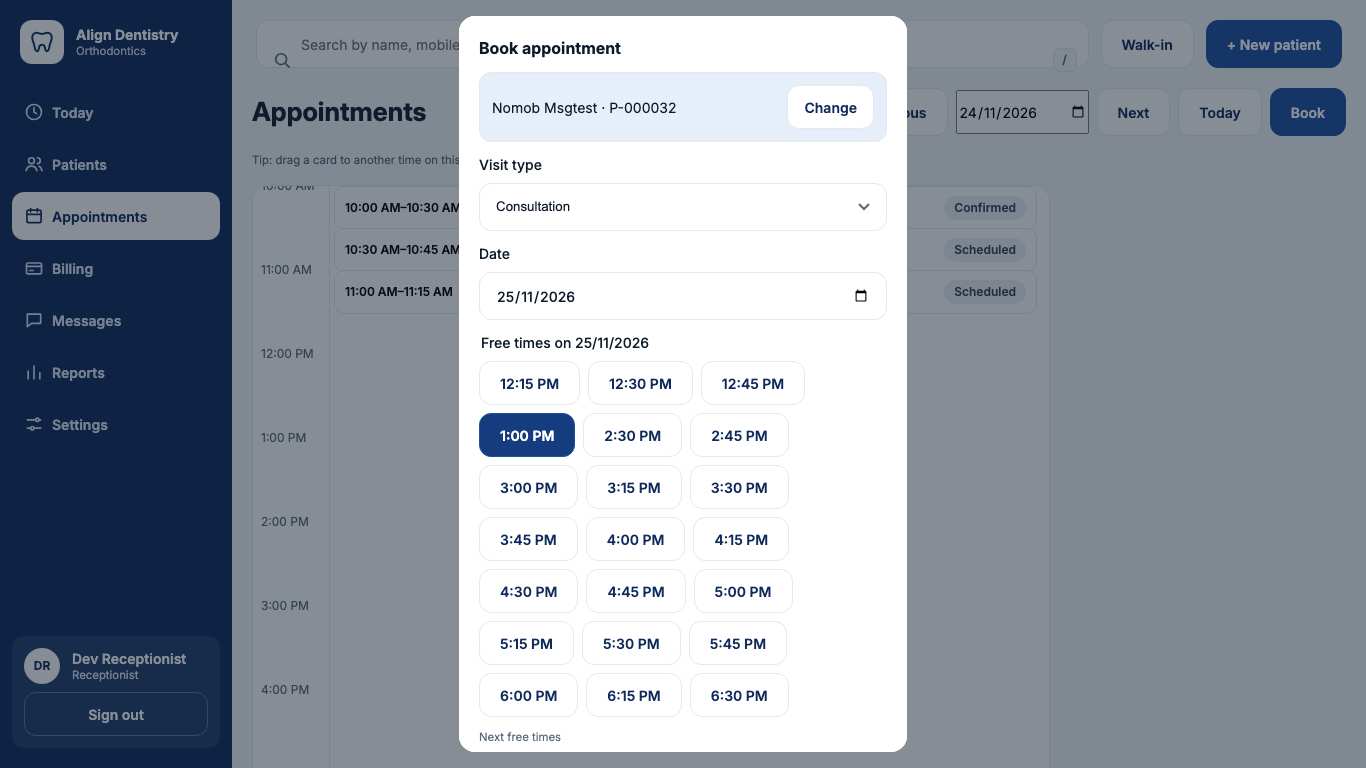 Align Dentistry
Orthodontics
Today
Patients
Appointments
Billing
Messages
Reports
Settings
DR
Dev Receptionist
Receptionist
Sign out
Search by name, mobile
/
Walk-in
+ New patient
Appointments
ous
24/11/2026
Next
Today
Book
Tip: drag a card to another time on this
10:00 AM
10:00 AM–10:30 AM
Confirmed
10:30 AM–10:45 AM
Scheduled
11:00 AM
11:00 AM–11:15 AM
Scheduled
12:00 PM
1:00 PM
2:00 PM
3:00 PM
4:00 PM
Book appointment
Nomob Msgtest · P-000032
Change
Visit type
Consultation
Date
25/11/2026
Free times on 25/11/2026
12:15 PM 12:30 PM 12:45 PM
1:00 PM 2:30 PM 2:45 PM
3:00 PM 3:15 PM 3:30 PM
3:45 PM 4:00 PM 4:15 PM
4:30 PM 4:45 PM 5:00 PM
5:15 PM 5:30 PM 5:45 PM
6:00 PM 6:15 PM 6:30 PM
Next free times